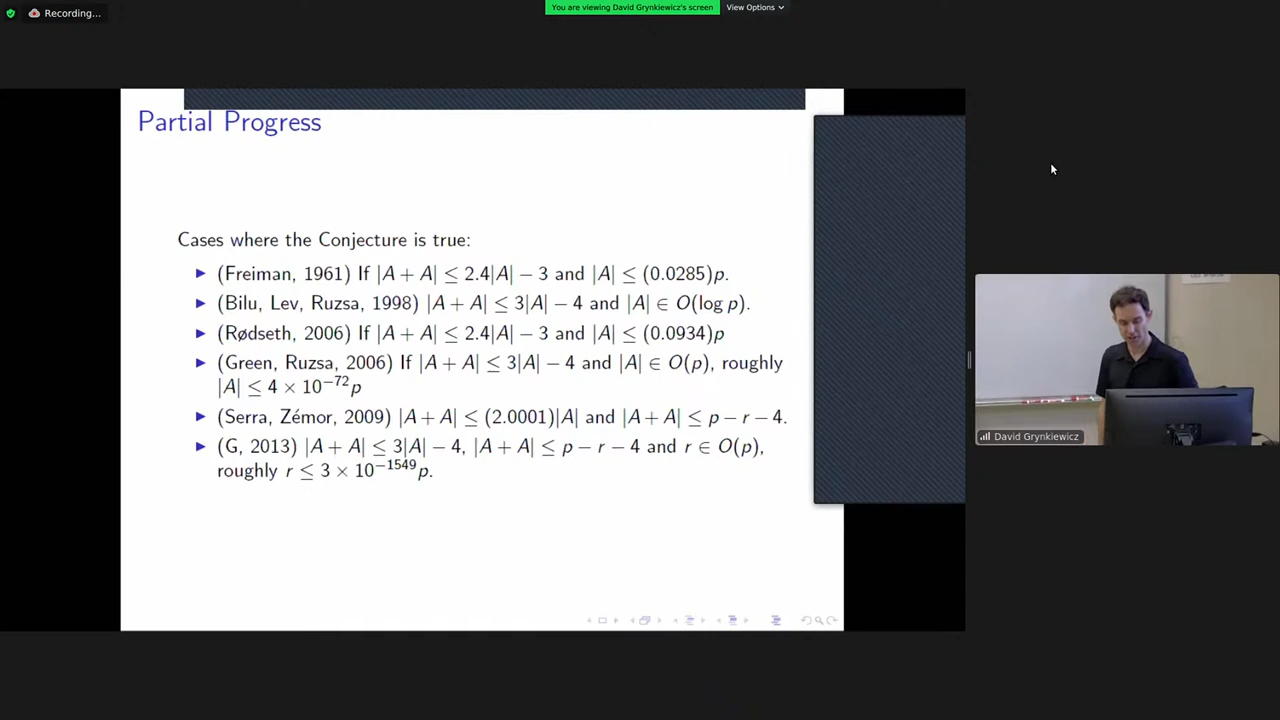 Recording...
You are viewing David Grynkiewicz's screen
View Options
Partial Progress
Cases where the Conjecture is true:
▶ (Freiman, 1961) If |A + A| ≤ 2.4|A| − 3 and |A| ≤ (0.0285)p.
▶ (Bilu, Lev, Ruzsa, 1998) |A + A| ≤ 3|A| − 4 and |A| ∈ O(log p).
▶ (Rødseth, 2006) If |A + A| ≤ 2.4|A| − 3 and |A| ≤ (0.0934)p
▶ (Green, Ruzsa, 2006) If |A + A| ≤ 3|A| − 4 and |A| ∈ O(p), roughly
|A| ≤ 4 × 10⁻⁷²p
▶ (Serra, Zémor, 2009) |A + A| ≤ (2.0001)|A| and |A + A| ≤ p − r − 4.
▶ (G, 2013) |A + A| ≤ 3|A| − 4, |A + A| ≤ p − r − 4 and r ∈ O(p),
roughly r ≤ 3 × 10⁻¹⁵⁴⁹p.
David Grynkiewicz